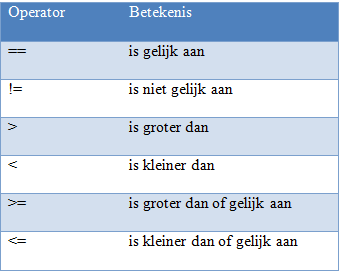 Operator Betekenis
== is gelijk aan
!= is niet gelijk aan
> is groter dan
< is kleiner dan
>= is groter dan of gelijk aan
<= is kleiner dan of gelijk aan